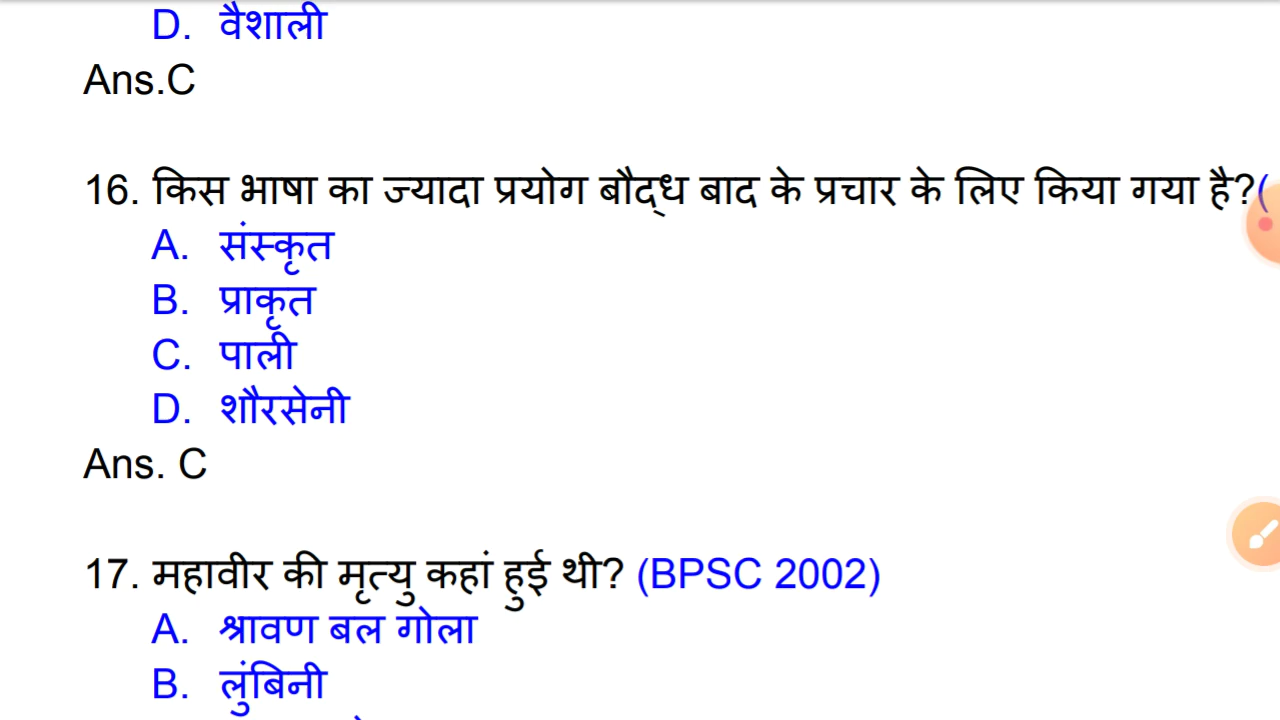 D. वैशाली
Ans.C
16. किस भाषा का ज्यादा प्रयोग बौद्ध बाद के प्रचार के लिए किया गया है?(
A. संस्कृत
B. प्राकृत
C. पाली
D. शौरसेनी
Ans. C
17. महावीर की मृत्यु कहां हुई थी? (BPSC 2002)
A. श्रावण बल गोला
B. लुंबिनी